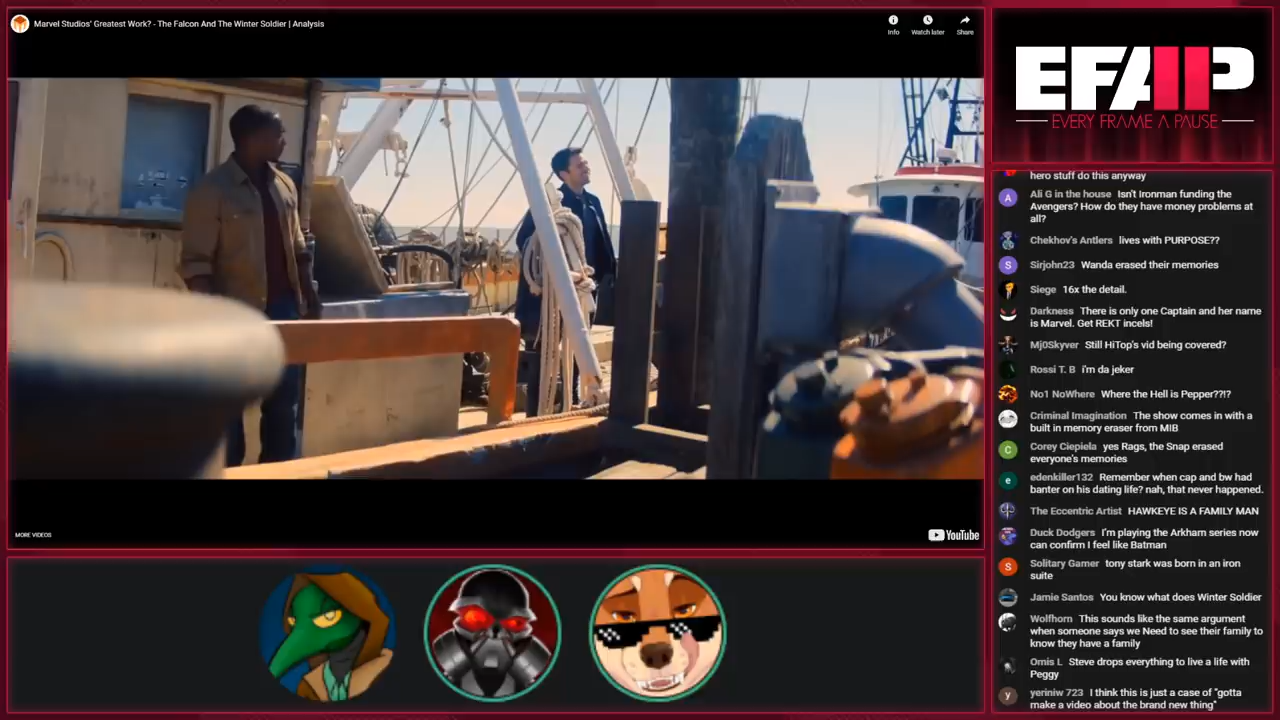 Marvel Studios' Greatest Work? - The Falcon And The Winter Soldier | Analysis
Info
Watch later
Share
MORE VIDEOS
YouTube
EFAP
EVERY FRAME A PAUSE
hero stuff do this anyway
Ali G in the house Isn't Ironman funding the
Avengers? How do they have money problems at
all?
Chekhov's Antlers lives with PURPOSE??
Sirjohn23 Wanda erased their memories
Siege 16x the detail.
Darkness There is only one Captain and her name
is Marvel. Get REKT incels!
Mj0Skyver Still HiTop's vid being covered?
Rossi T. B i'm da jeker
No1 NoWhere Where the Hell is Pepper??!?
Criminal Imagination The show comes in with a
built in memory eraser from MIB
Corey Ciepiela yes Rags, the Snap erased
everyone's memories
edenkiller132 Remember when cap and bw had
banter on his dating life? nah, that never happened.
The Eccentric Artist HAWKEYE IS A FAMILY MAN
Duck Dodgers I'm playing the Arkham series now
can confirm I feel like Batman
Solitary Gamer tony stark was born in an iron
suite
Jamie Santos You know what does Winter Soldier
Wolfhorn This sounds like the same argument
when someone says we Need to see their family to
know they have a family
Omis L Steve drops everything to live a life with
Peggy
yeriniw 723 I think this is just a case of "gotta
make a video about the brand new thing"